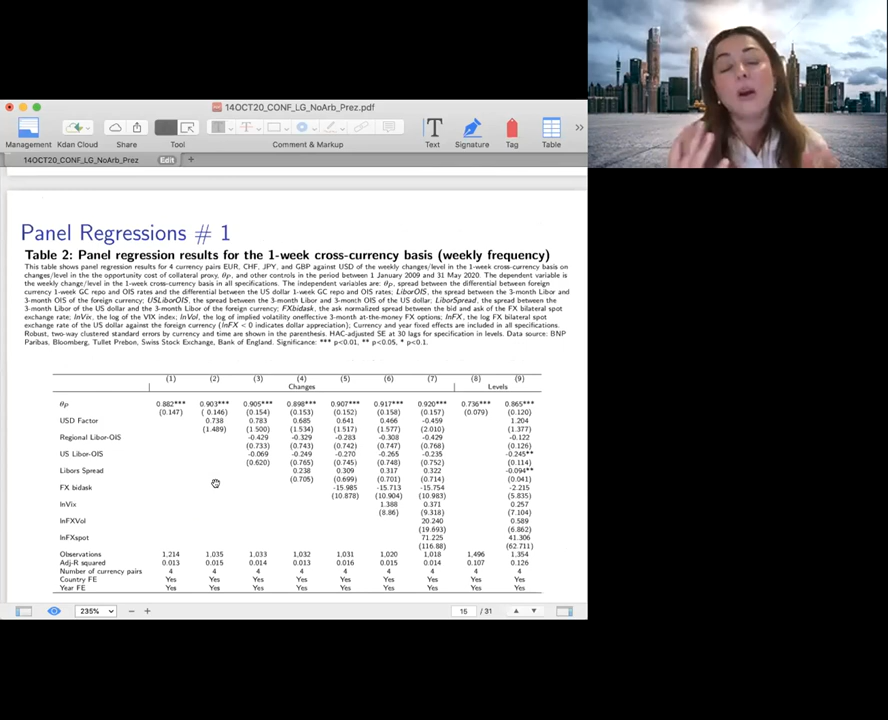 14OCT20_CONF_LG_NoArb_Prez.pdf
Management
Kdan Cloud
Share
Tool
Comment & Markup
Text
Signature
Tag
Table
14OCT20_CONF_LG_NoArb_Prez
Edit
Panel Regressions # 1
Table 2: Panel regression results for the 1-week cross-currency basis (weekly frequency)
This table shows panel regression results for 4 currency pairs EUR, CHF, JPY, and GBP against USD of the weekly changes/level in the 1-week cross-currency basis on
changes/level in the the opportunity cost of collateral proxy, θP, and other controls in the period between 1 January 2009 and 31 May 2020. The dependent variable is
the weekly change/level in the 1-week cross-currency basis in all specifications. The independent variables are: θP, spread between the differential between foreign
currency 1-week GC repo and OIS rates and the differential between the US dollar 1-week GC repo and OIS rates; LiborOIS, the spread between the 3-month Libor and
3-month OIS of the foreign currency; USLiborOIS, the spread between the 3-month Libor and 3-month OIS of the US dollar; LiborSpread, the spread between the
3-month Libor of the US dollar and the 3-month Libor of the foreign currency; FXbidask, the ask normalized spread between the bid and ask of the FX bilateral spot
exchange rate; lnVix, the log of the VIX index; lnVol, the log of implied volatility oneffective 3-month at-the-money FX options; lnFX, the log FX bilateral spot
exchange rate of the US dollar against the foreign currency (lnFX < 0 indicates dollar appreciation); Currency and year fixed effects are included in all specifications.
Robust, two-way clustered standard errors by currency and time are shown in the parenthesis. HAC-adjusted SE at 30 lags for specification in levels. Data source: BNP
Paribas, Bloomberg, Tullet Prebon, Swiss Stock Exchange, Bank of England. Significance: *** p<0.01, ** p<0.05, * p<0.1.
(1) (2) (3) (4) (5) (6) (7) (8) (9)
Changes Levels
θP 0.882*** 0.903*** 0.905*** 0.898*** 0.907*** 0.917*** 0.920*** 0.736*** 0.865***
(0.147) ( 0.146) (0.154) (0.153) (0.152) (0.158) (0.157) (0.079) (0.120)
USD Factor 0.738 0.783 0.685 0.641 0.466 -0.459 1.204
(1.489) (1.500) (1.534) (1.517) (1.577) (2.010) (1.377)
Regional Libor-OIS -0.429 -0.329 -0.283 -0.308 -0.429 -0.122
(0.733) (0.743) (0.742) (0.747) (0.768) (0.126)
US Libor-OIS -0.069 -0.249 -0.270 -0.265 -0.235 -0.245**
(0.620) (0.765) (0.745) (0.748) (0.752) (0.114)
Libors Spread 0.238 0.309 0.317 0.322 -0.094**
(0.705) (0.699) (0.701) (0.714) (0.041)
FX bidask -15.985 -15.713 -15.754 -2.215
(10.878) (10.904) (10.983) (5.835)
lnVix 1.388 0.371 0.257
(8.86) (9.318) (7.104)
lnFXVol 20.240 0.589
(19.693) (6.862)
lnFXspot 71.225 41.306
(116.88) (62.711)
Observations 1,214 1,035 1,033 1,032 1,031 1,020 1,018 1,496 1,354
Adj-R squared 0.013 0.015 0.014 0.013 0.016 0.015 0.014 0.107 0.126
Number of currency pairs 4 4 4 4 4 4 4 4 4
Country FE Yes Yes Yes Yes Yes Yes Yes Yes Yes
Year FE Yes Yes Yes Yes Yes Yes Yes Yes Yes
235%
15 / 31